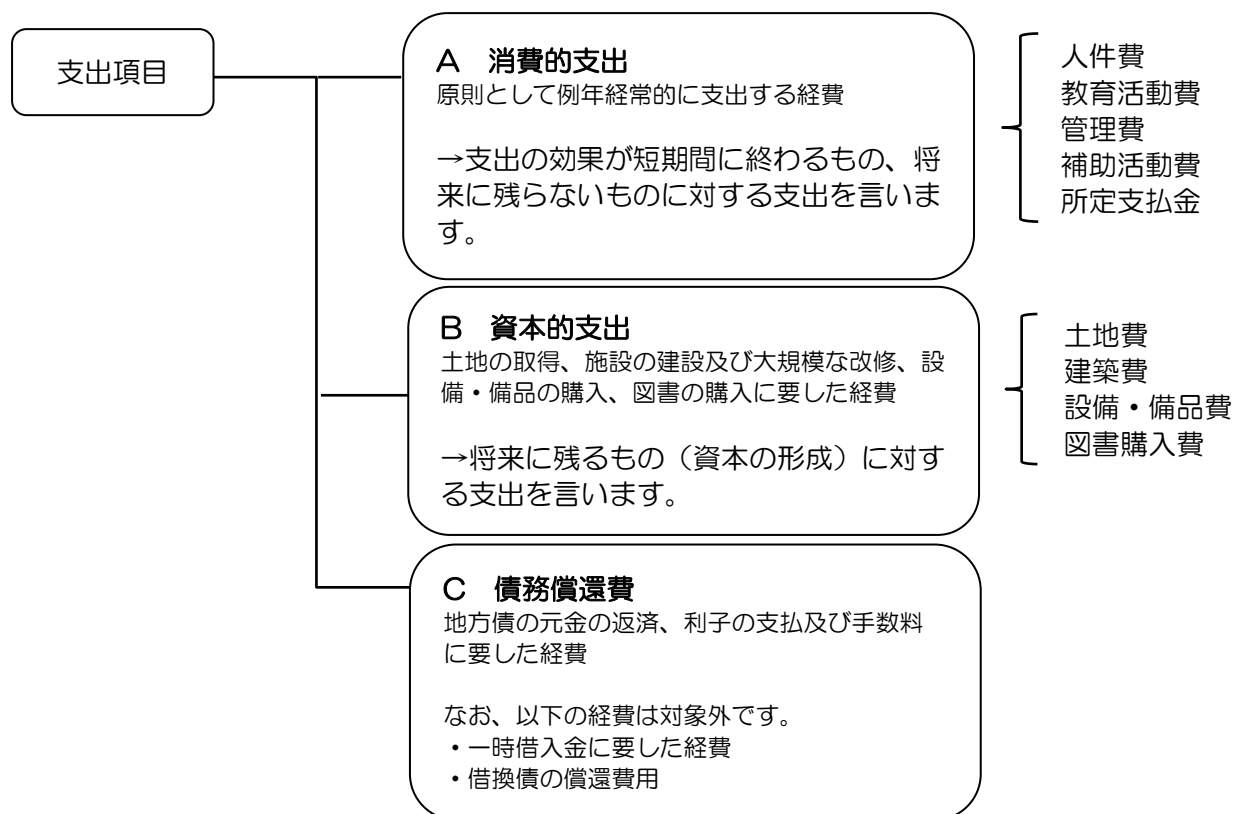 支出項目
A　消費的支出
原則として例年経常的に支出する経費
→支出の効果が短期間に終わるもの、将
来に残らないものに対する支出を言いま
す。
人件費
教育活動費
管理費
補助活動費
所定支払金
B　資本的支出
土地の取得、施設の建設及び大規模な改修、設
備・備品の購入、図書の購入に要した経費
→将来に残るもの（資本の形成）に対す
る支出を言います。
土地費
建築費
設備・備品費
図書購入費
C　債務償還費
地方債の元金の返済、利子の支払及び手数料
に要した経費
なお、以下の経費は対象外です。
・一時借入金に要した経費
・借換債の償還費用